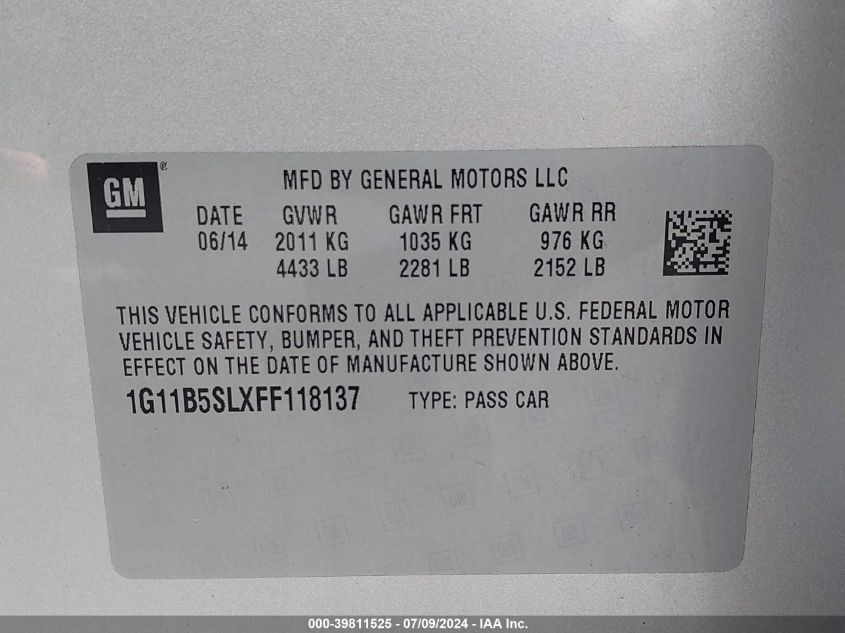 GM ® MFD BY GENERAL MOTORS LLC
DATE GVWR GAWR FRT GAWR RR
06/14 2011 KG 1035 KG 976 KG
4433 LB 2281 LB 2152 LB
THIS VEHICLE CONFORMS TO ALL APPLICABLE U.S. FEDERAL MOTOR
VEHICLE SAFETY, BUMPER, AND THEFT PREVENTION STANDARDS IN
EFFECT ON THE DATE OF MANUFACTURE SHOWN ABOVE.
1G11B5SLXFF118137 TYPE: PASS CAR
000-39811525 - 07/09/2024 - IAA Inc.